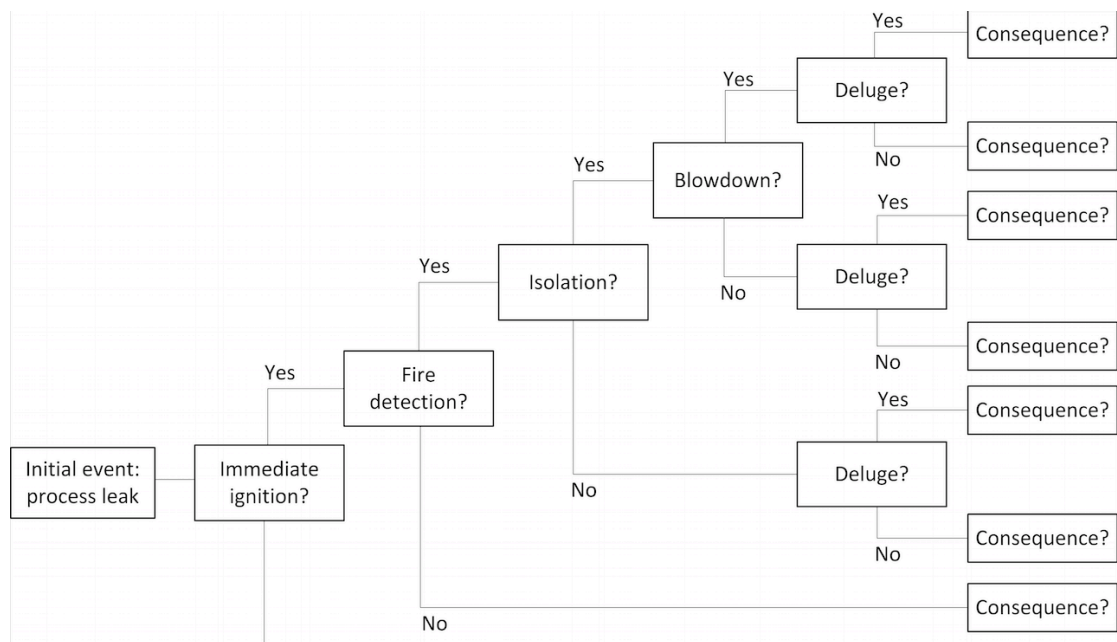 Yes
Consequence?
Yes
Deluge?
No
Consequence?
Yes
Blowdown?
Yes
Consequence?
Yes
Isolation?
No
Deluge?
No
Consequence?
Yes
Fire
detection?
Yes
Consequence?
Initial event:
process leak
Immediate
ignition?
No
Deluge?
No
Consequence?
No
Consequence?